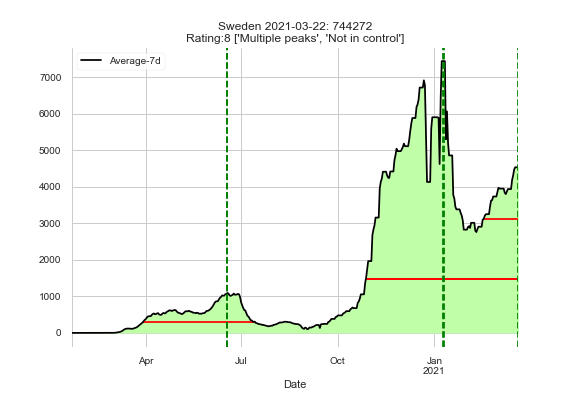 Sweden 2021-03-22: 744272
Rating:8 ['Multiple peaks', 'Not in control']
Average-7d
7000
6000
5000
4000
3000
2000
1000
0
Apr
Jul
Oct
Jan
2021
Date